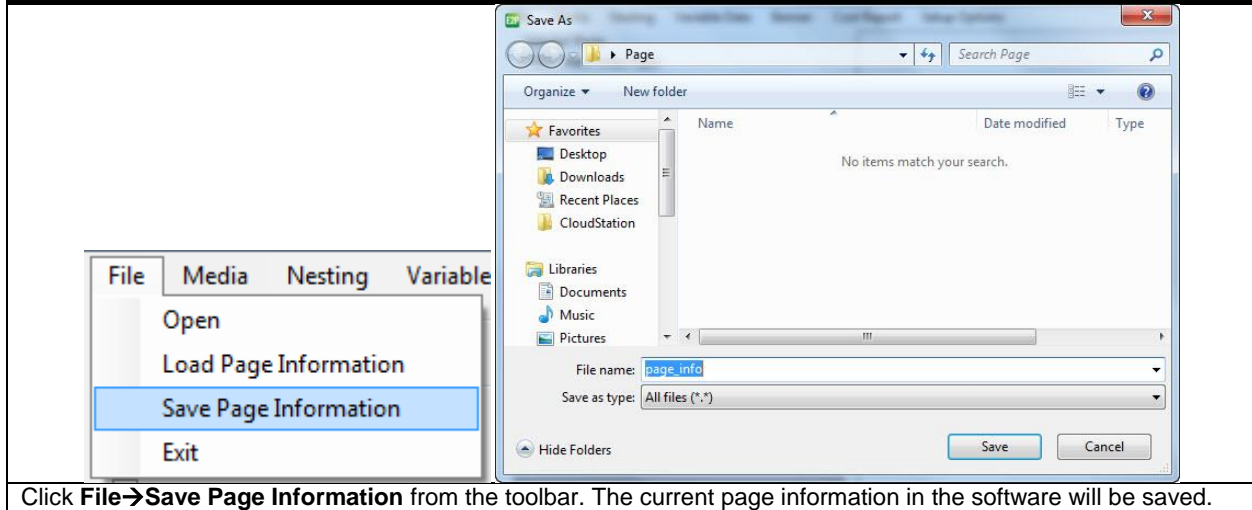 Save As
Page
Search Page
Organize
New folder
Name
Date modified
Type
No items match your search.
Favorites
Desktop
Downloads
Recent Places
CloudStation
Libraries
Documents
Music
Pictures
File name: page_info
Save as type: All files (*.*)
Hide Folders
Save
Cancel
File Media Nesting Variable
Open
Load Page Information
Save Page Information
Exit
Click File→Save Page Information from the toolbar. The current page information in the software will be saved.